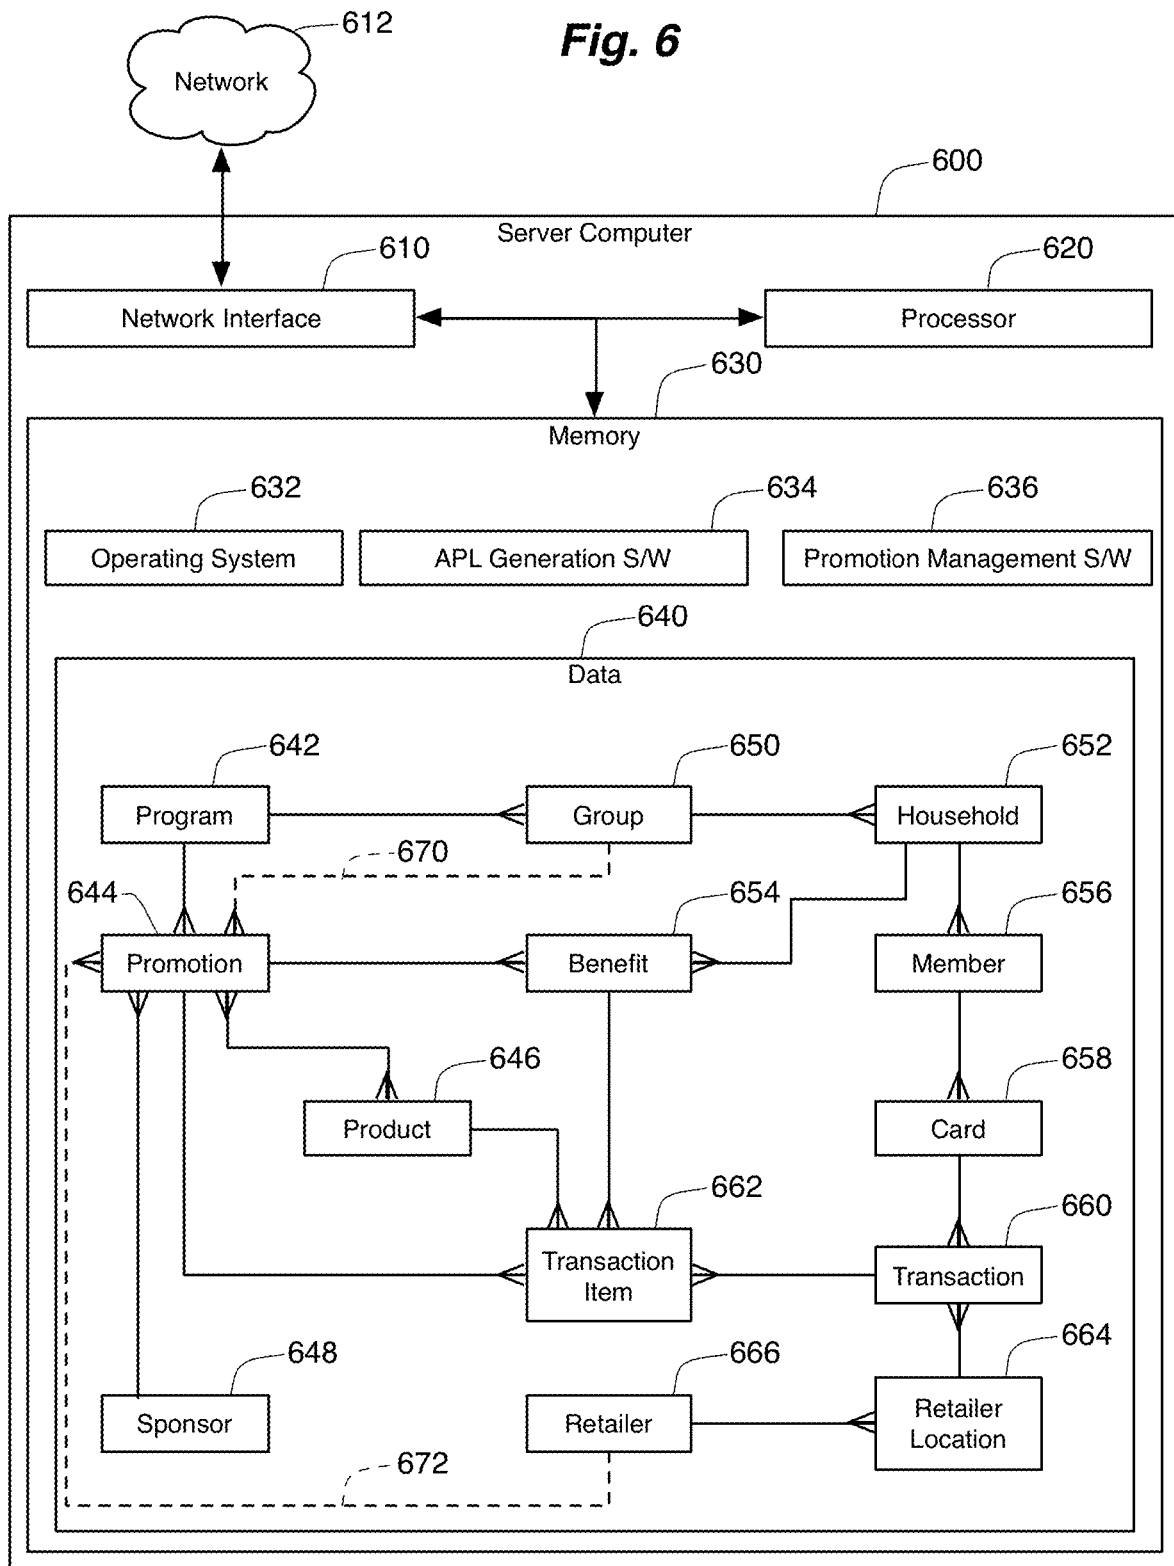 612
Fig. 6
Network
600
Server Computer
610
620
Network Interface
Processor
630
Memory
632
634
636
Operating System
APL Generation S/W
Promotion Management S/W
640
Data
642
650
652
Program
Group
Household
670
644
654
656
Promotion
Benefit
Member
646
658
Product
Card
662
660
Transaction
Item
Transaction
648
666
664
Sponsor
Retailer
Retailer
Location
672